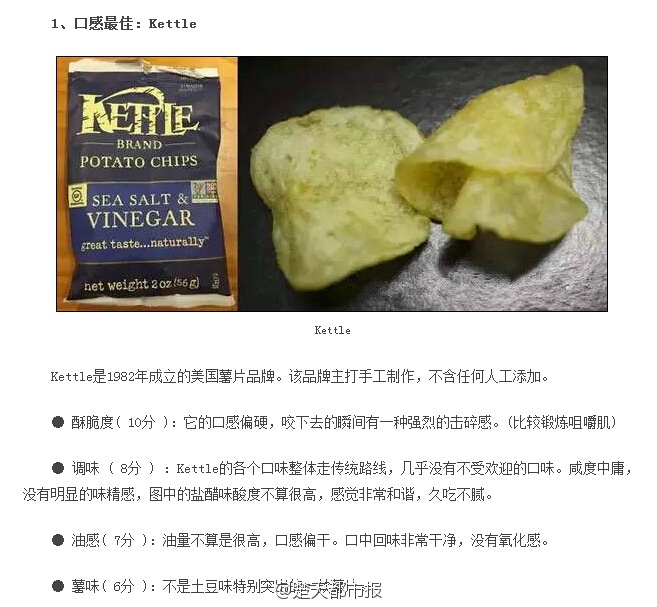 1、口感最佳：Kettle
KETTLE
BRAND
POTATO CHIPS
SEA SALT &
VINEGAR
great taste...naturally™
net weight 2 oz (56g)
Kettle
Kettle是1982年成立的美国薯片品牌。该品牌主打手工制作，不含任何人工添加。
● 酥脆度( 10分 )：它的口感偏硬，咬下去的瞬间有一种强烈的击碎感。(比较锻炼咀嚼肌)
● 调味 ( 8分 ) ：Kettle的各个口味整体走传统路线，几乎没有不受欢迎的口味。咸度中庸，
没有明显的味精感，图中的盐醋味酸度不算很高，感觉非常和谐，久吃不腻。
● 油感( 7分 )：油量不算是很高，口感偏干。口中回味非常干净，没有氧化感。
● 薯味( 6分 )：不是土豆味特别突出的
@楚天都市报